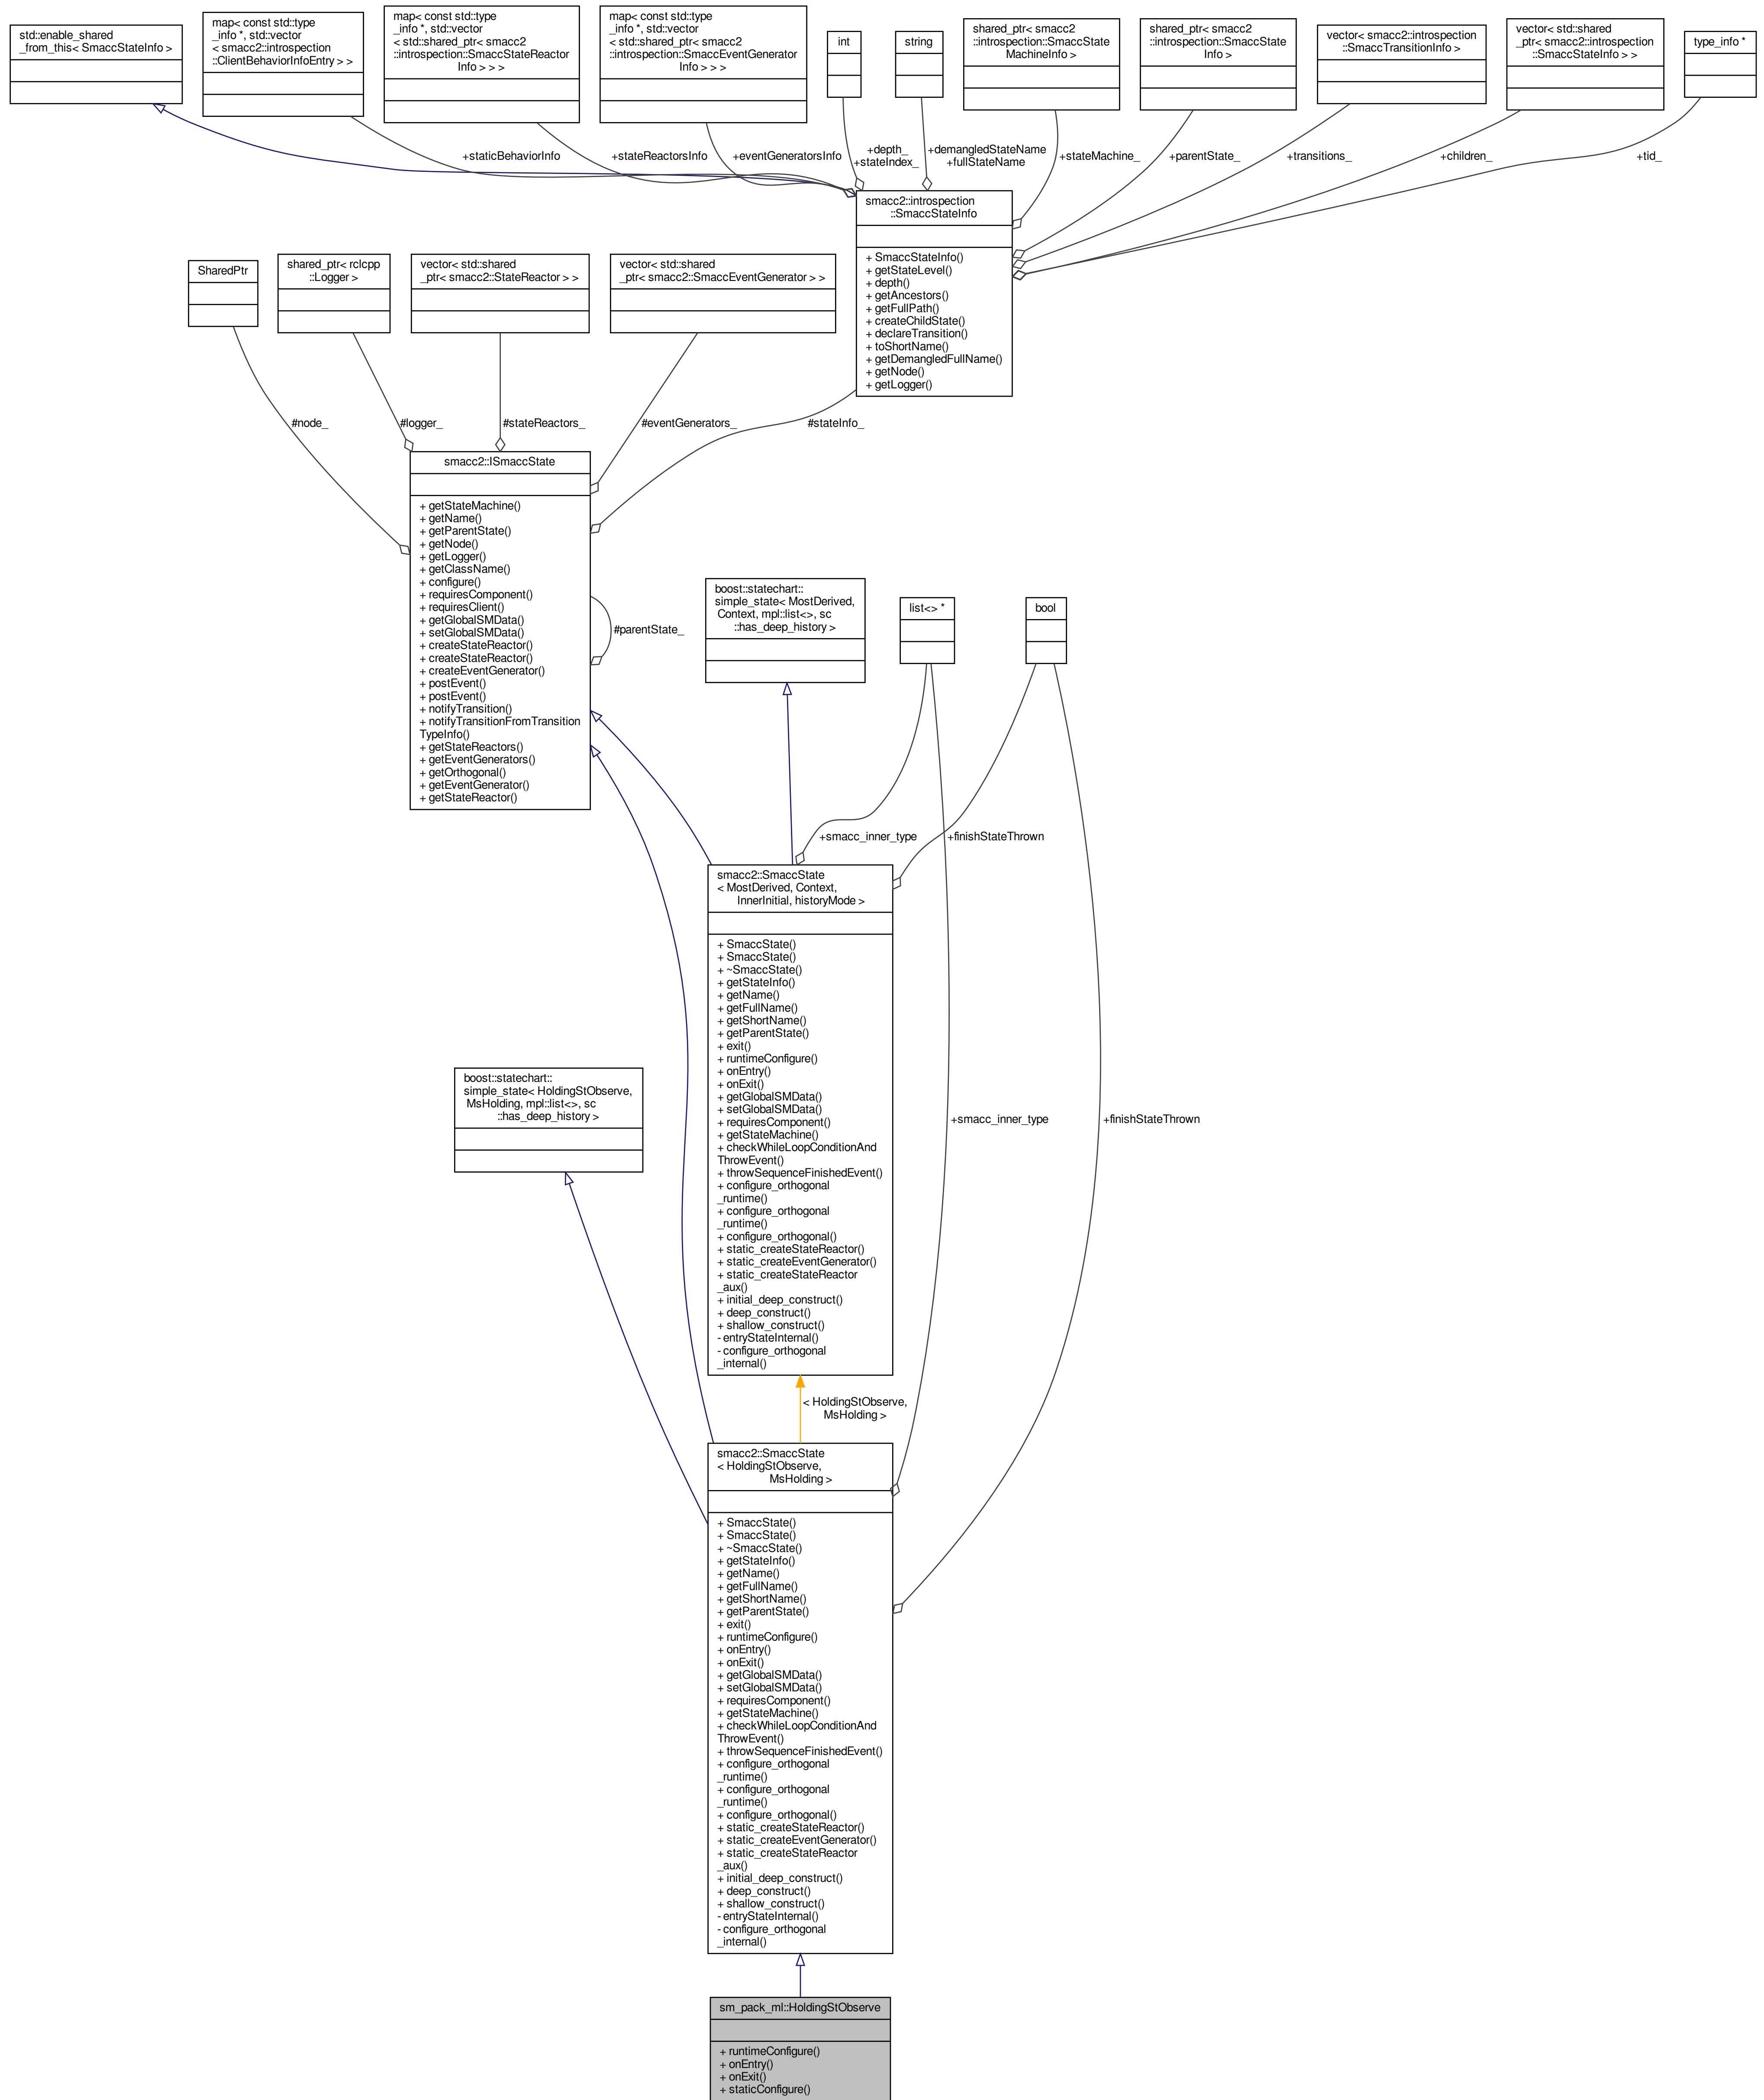 std::enable_shared
_from_this< SmaccStateInfo >
map< const std::type
_info *, std::vector
< smacc2::introspection
::ClientBehaviorInfoEntry > >
map< const std::type
_info *, std::vector
< std::shared_ptr< smacc2
::introspection::SmaccStateReactor
Info > > >
map< const std::type
_info *, std::vector
< std::shared_ptr< smacc2
::introspection::SmaccEventGenerator
Info > > >
int
string
shared_ptr< smacc2
::introspection::SmaccState
MachineInfo >
shared_ptr< smacc2
::introspection::SmaccState
Info >
vector< smacc2::introspection
::SmaccTransitionInfo >
vector< std::shared
_ptr< smacc2::introspection
::SmaccStateInfo > >
type_info *
+staticBehaviorInfo
+stateReactorsInfo
+eventGeneratorsInfo
+depth_
+stateIndex_
+demangledStateName
+fullStateName
+stateMachine_
+parentState_
+transitions_
+children_
+tid_
smacc2::introspection
::SmaccStateInfo
+ SmaccStateInfo()
+ getStateLevel()
+ depth()
+ getAncestors()
+ getFullPath()
+ createChildState()
+ declareTransition()
+ toShortName()
+ getDemangledFullName()
+ getNode()
+ getLogger()
SharedPtr
shared_ptr< rclcpp
::Logger >
vector< std::shared
_ptr< smacc2::StateReactor > >
vector< std::shared
_ptr< smacc2::SmaccEventGenerator > >
#node_
#logger_
#stateReactors_
#eventGenerators_
#stateInfo_
smacc2::ISmaccState
+ getStateMachine()
+ getName()
+ getParentState()
+ getNode()
+ getLogger()
+ getClassName()
+ configure()
+ requiresComponent()
+ requiresClient()
+ getGlobalSMData()
+ setGlobalSMData()
+ createStateReactor()
+ createStateReactor()
+ createEventGenerator()
+ postEvent()
+ postEvent()
+ notifyTransition()
+ notifyTransitionFromTransition
TypeInfo()
+ getStateReactors()
+ getEventGenerators()
+ getOrthogonal()
+ getEventGenerator()
+ getStateReactor()
#parentState_
boost::statechart::
simple_state< MostDerived,
Context, mpl::list<>, sc
::has_deep_history >
list<> *
bool
+smacc_inner_type
+finishStateThrown
smacc2::SmaccState
< MostDerived, Context,
InnerInitial, historyMode >
+ SmaccState()
+ SmaccState()
+ ~SmaccState()
+ getStateInfo()
+ getName()
+ getFullName()
+ getShortName()
+ getParentState()
+ exit()
+ runtimeConfigure()
+ onEntry()
+ onExit()
+ getGlobalSMData()
+ setGlobalSMData()
+ requiresComponent()
+ getStateMachine()
+ checkWhileLoopConditionAnd
ThrowEvent()
+ throwSequenceFinishedEvent()
+ configure_orthogonal
_runtime()
+ configure_orthogonal
_runtime()
+ configure_orthogonal()
+ static_createStateReactor()
+ static_createEventGenerator()
+ static_createStateReactor
_aux()
+ initial_deep_construct()
+ deep_construct()
+ shallow_construct()
- entryStateInternal()
- configure_orthogonal
_internal()
boost::statechart::
simple_state< HoldingStObserve,
MsHolding, mpl::list<>, sc
::has_deep_history >
+smacc_inner_type
+finishStateThrown
< HoldingStObserve,
MsHolding >
smacc2::SmaccState
< HoldingStObserve,
MsHolding >
+ SmaccState()
+ SmaccState()
+ ~SmaccState()
+ getStateInfo()
+ getName()
+ getFullName()
+ getShortName()
+ getParentState()
+ exit()
+ runtimeConfigure()
+ onEntry()
+ onExit()
+ getGlobalSMData()
+ setGlobalSMData()
+ requiresComponent()
+ getStateMachine()
+ checkWhileLoopConditionAnd
ThrowEvent()
+ throwSequenceFinishedEvent()
+ configure_orthogonal
_runtime()
+ configure_orthogonal
_runtime()
+ configure_orthogonal()
+ static_createStateReactor()
+ static_createEventGenerator()
+ static_createStateReactor
_aux()
+ initial_deep_construct()
+ deep_construct()
+ shallow_construct()
- entryStateInternal()
- configure_orthogonal
_internal()
sm_pack_ml::HoldingStObserve
+ runtimeConfigure()
+ onEntry()
+ onExit()
+ staticConfigure()